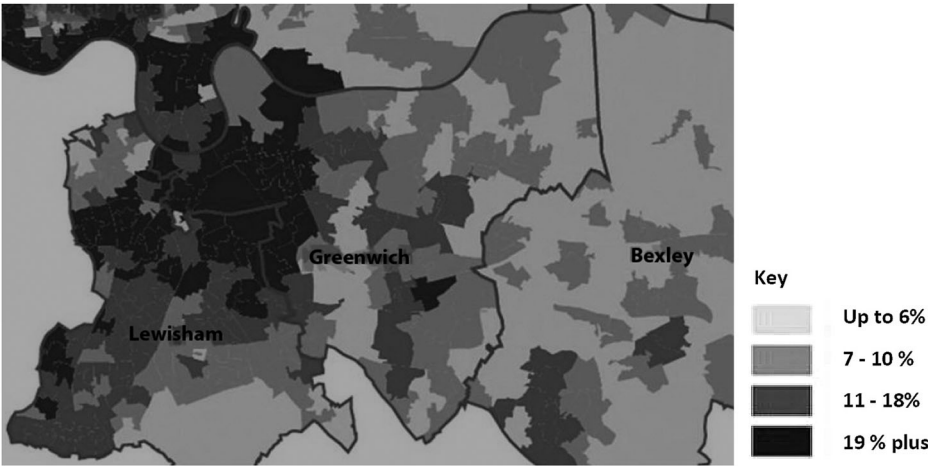 Greenwich
Bexley
Lewisham
Key
Up to 6%
7 - 10 %
11 - 18%
19 % plus